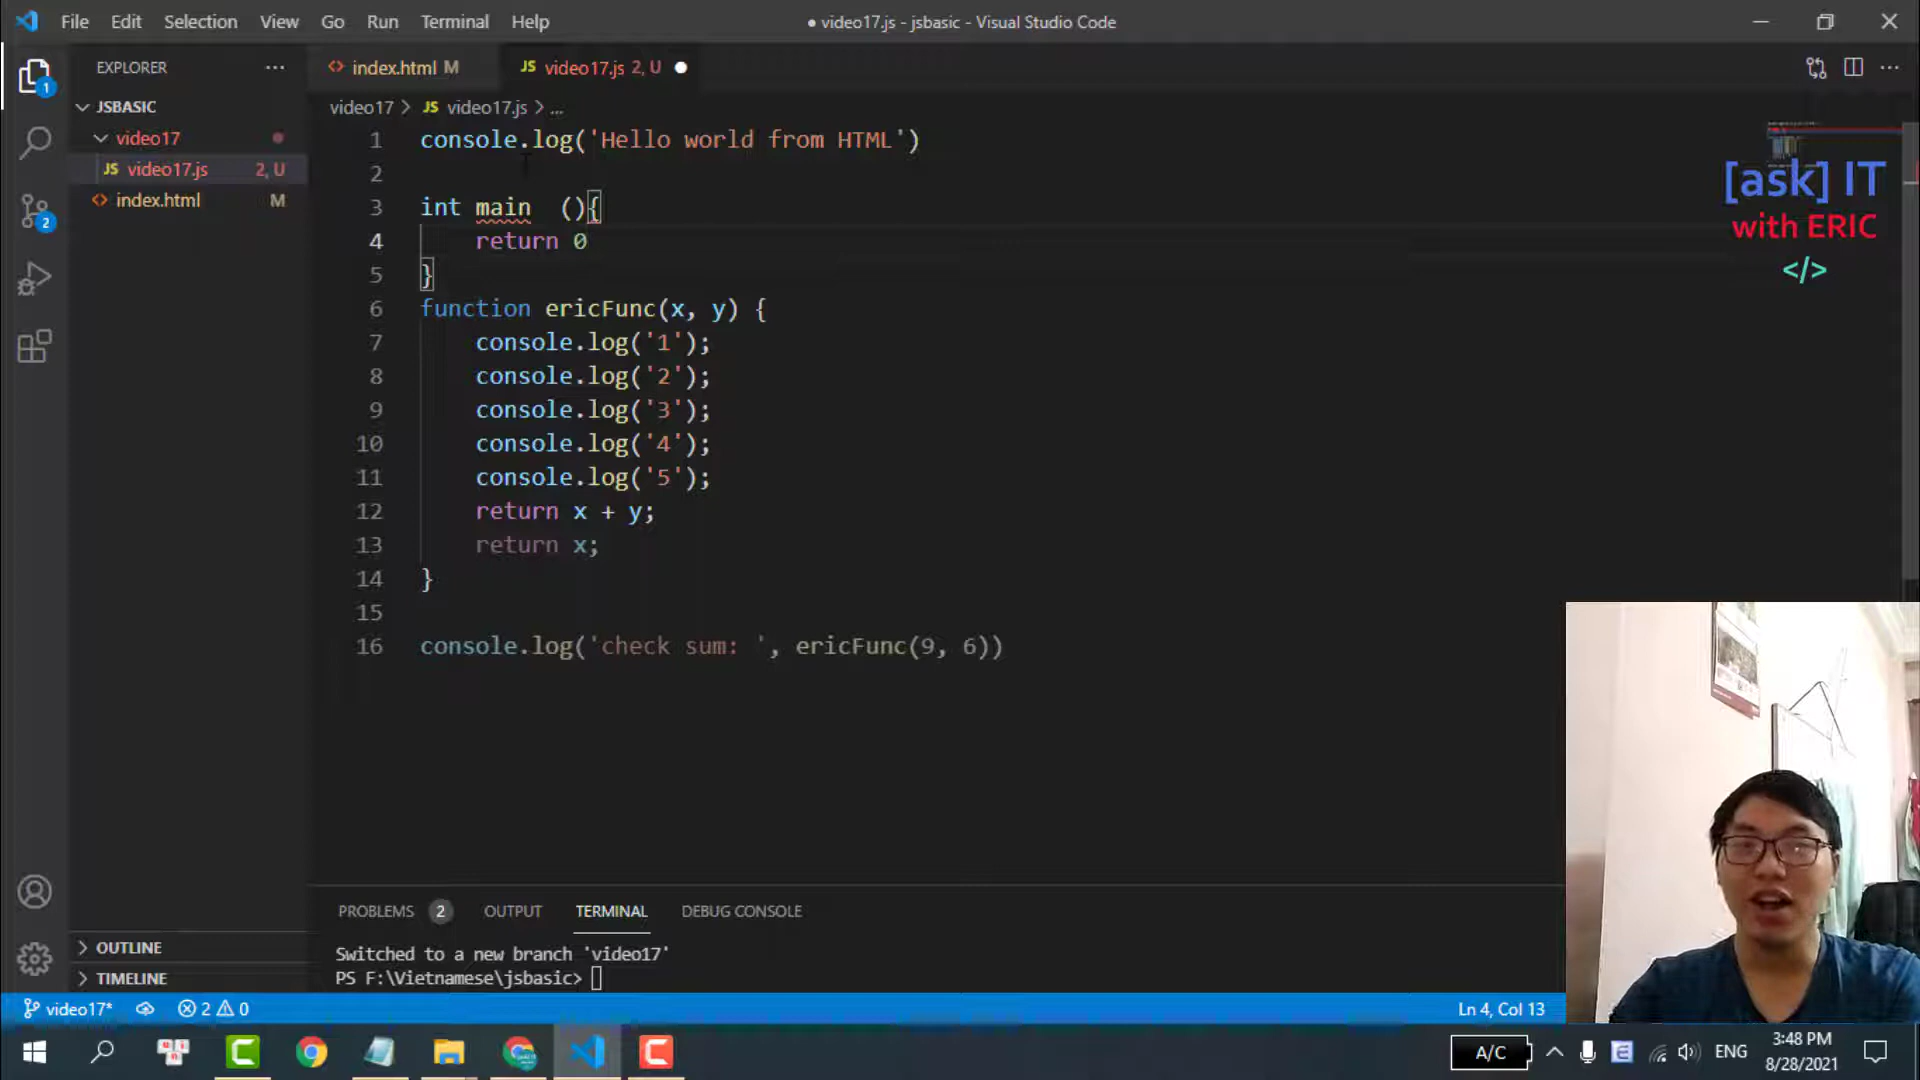 File Edit Selection View Go Run Terminal Help
● video17.js - jsbasic - Visual Studio Code
EXPLORER ...
index.html M
JS video17.js 2, U ●
JSBASIC
video17
JS video17.js 2, U
index.html M
video17 > JS video17.js > ...
1 console.log('Hello world from HTML')
2
3 int main  (){
4     return 0
5 }
6 function ericFunc(x, y) {
7     console.log('1');
8     console.log('2');
9     console.log('3');
10     console.log('4');
11     console.log('5');
12     return x + y;
13     return x;
14 }
15
16 console.log('check sum: ', ericFunc(9, 6))
[ask] IT
with ERIC
</>
1
2
PROBLEMS 2 OUTPUT TERMINAL DEBUG CONSOLE
Switched to a new branch 'video17'
PS F:\Vietnamese\jsbasic>
OUTLINE
TIMELINE
video17* 2 0
Ln 4, Col 13
A/C
ENG
3:48 PM
8/28/2021